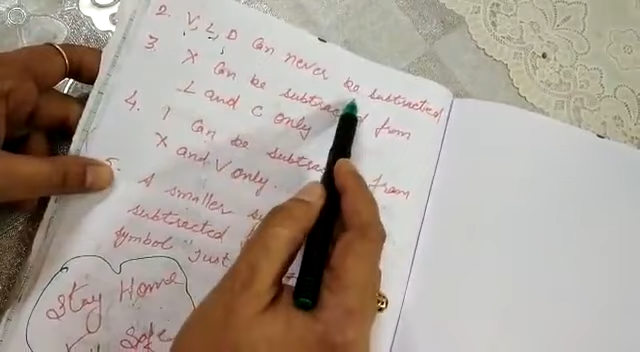 2. V, L, D can never be subtracted
3. X can be subtracted from
L and C only
4. I can be subtra from
X and V only.
5. A smaller
subtracted
symbol Just
Stay Home
Safe